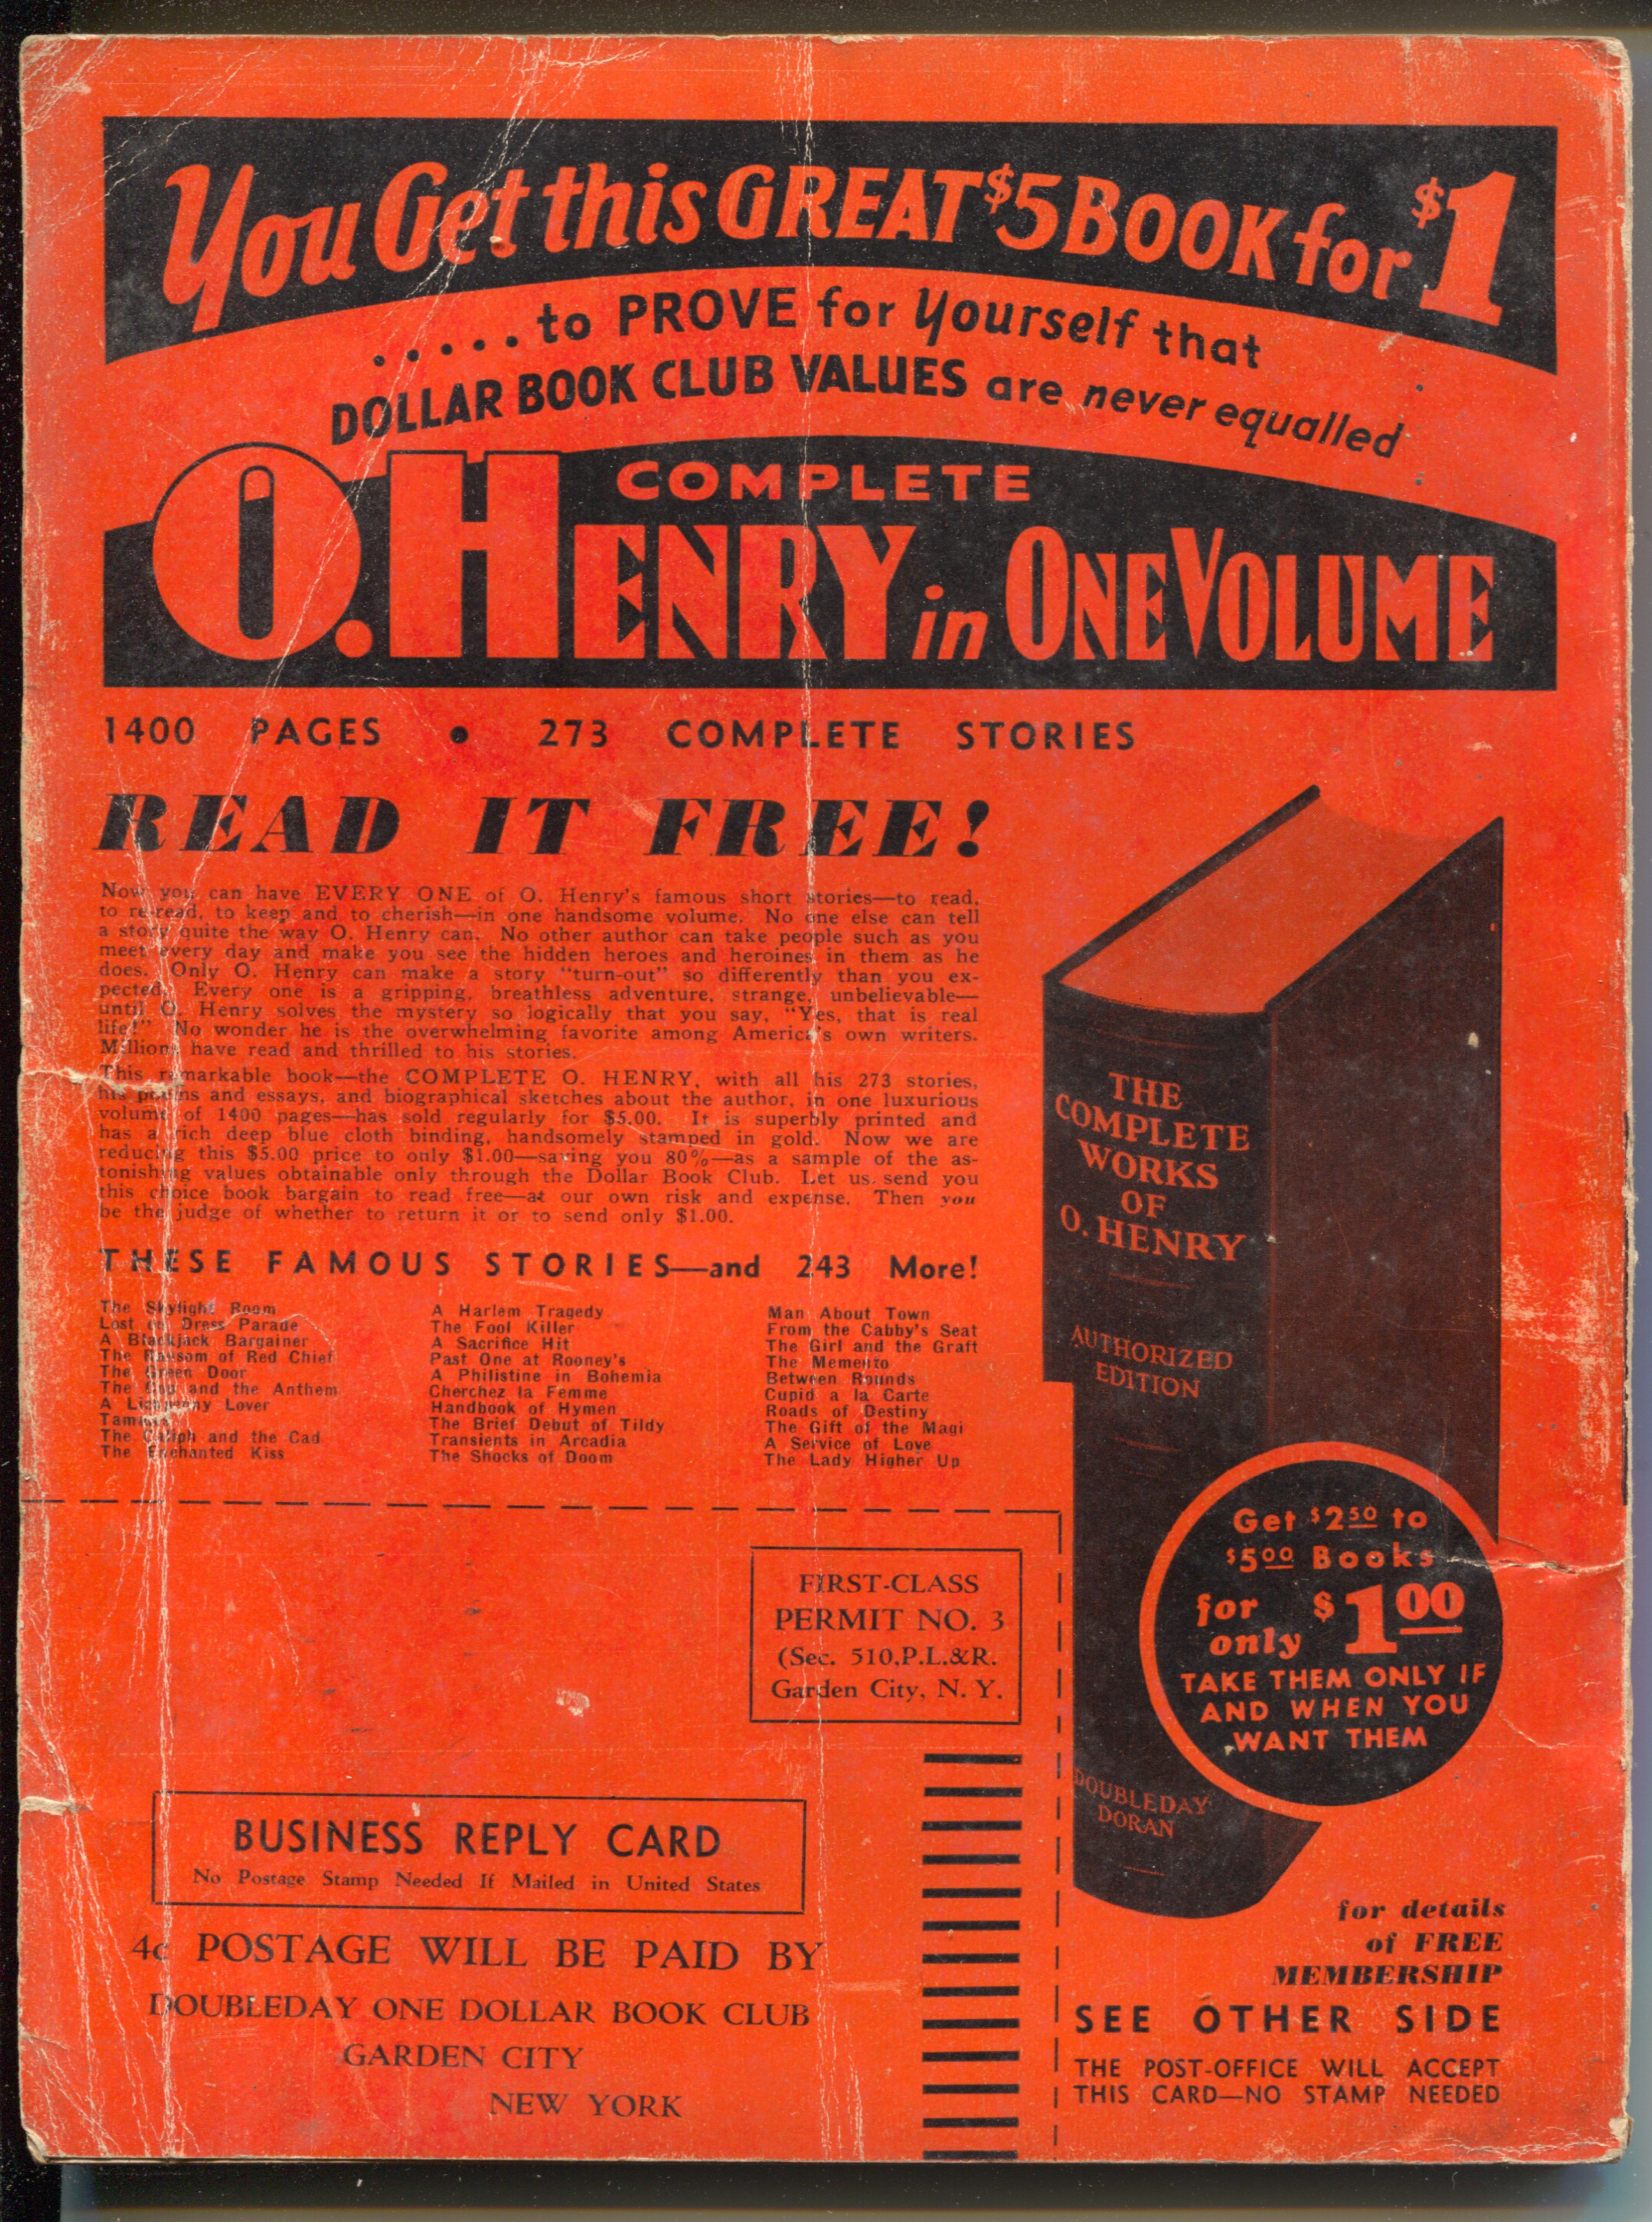 You Get this GREAT $5 BOOK for $1
.....to PROVE for yourself that
DOLLAR BOOK CLUB VALUES are never equalled
COMPLETE
O. HENRY in ONE VOLUME
1400 PAGES • 273 COMPLETE STORIES
READ IT FREE!
Now you can have EVERY ONE of O. Henry's famous short stories—to read,
to re-read, to keep and to cherish—in one handsome volume. No one else can tell
a story quite the way O. Henry can. No other author can take people such as you
meet every day and make you see the hidden heroes and heroines in them as he
does. Only O. Henry can make a story "turn-out" so differently than you ex-
pected. Every one is a gripping, breathless adventure, strange, unbelievable—
until O. Henry solves the mystery so logically that you say, "Yes, that is real
life!" No wonder he is the overwhelming favorite among America's own writers.
Millions have read and thrilled to his stories.
This remarkable book—the COMPLETE O. HENRY, with all his 273 stories,
his poems and essays, and biographical sketches about the author, in one luxurious
volume of 1400 pages—has sold regularly for $5.00. It is superbly printed and
has a rich deep blue cloth binding, handsomely stamped in gold. Now we are
reducing this $5.00 price to only $1.00—saving you 80%—as a sample of the as-
tonishing values obtainable only through the Dollar Book Club. Let us send you
this choice book bargain to read free—at our own risk and expense. Then you
be the judge of whether to return it or to send only $1.00.
THESE FAMOUS STORIES—and 243 More!
The Skylight Room
Lost on Dress Parade
A Blackjack Bargainer
The Ransom of Red Chief
The Green Door
The Cop and the Anthem
A Lickpenny Lover
The Caliph and the Cad
The Enchanted Kiss
A Harlem Tragedy
The Fool Killer
A Sacrifice Hit
Past One at Rooney's
A Philistine in Bohemia
Cherchez la Femme
Handbook of Hymen
The Brief Debut of Tildy
Transients in Arcadia
The Shocks of Doom
Man About Town
From the Cabby's Seat
The Girl and the Graft
The Memento
Between Rounds
Cupid a la Carte
Roads of Destiny
The Gift of the Magi
A Service of Love
The Lady Higher Up
THE
COMPLETE
WORKS
OF
O. HENRY
AUTHORIZED
EDITION
DOUBLEDAY
DORAN
Get $2.50 to
$5.00 Books
for $1.00
only
TAKE THEM ONLY IF
AND WHEN YOU
WANT THEM
FIRST-CLASS
PERMIT NO. 3
(Sec. 510,P.L.&R.
Garden City, N. Y.
BUSINESS REPLY CARD
No Postage Stamp Needed If Mailed in United States
4c POSTAGE WILL BE PAID BY
DOUBLEDAY ONE DOLLAR BOOK CLUB
GARDEN CITY
NEW YORK
for details
of FREE
MEMBERSHIP
SEE OTHER SIDE
THE POST-OFFICE WILL ACCEPT
THIS CARD—NO STAMP NEEDED